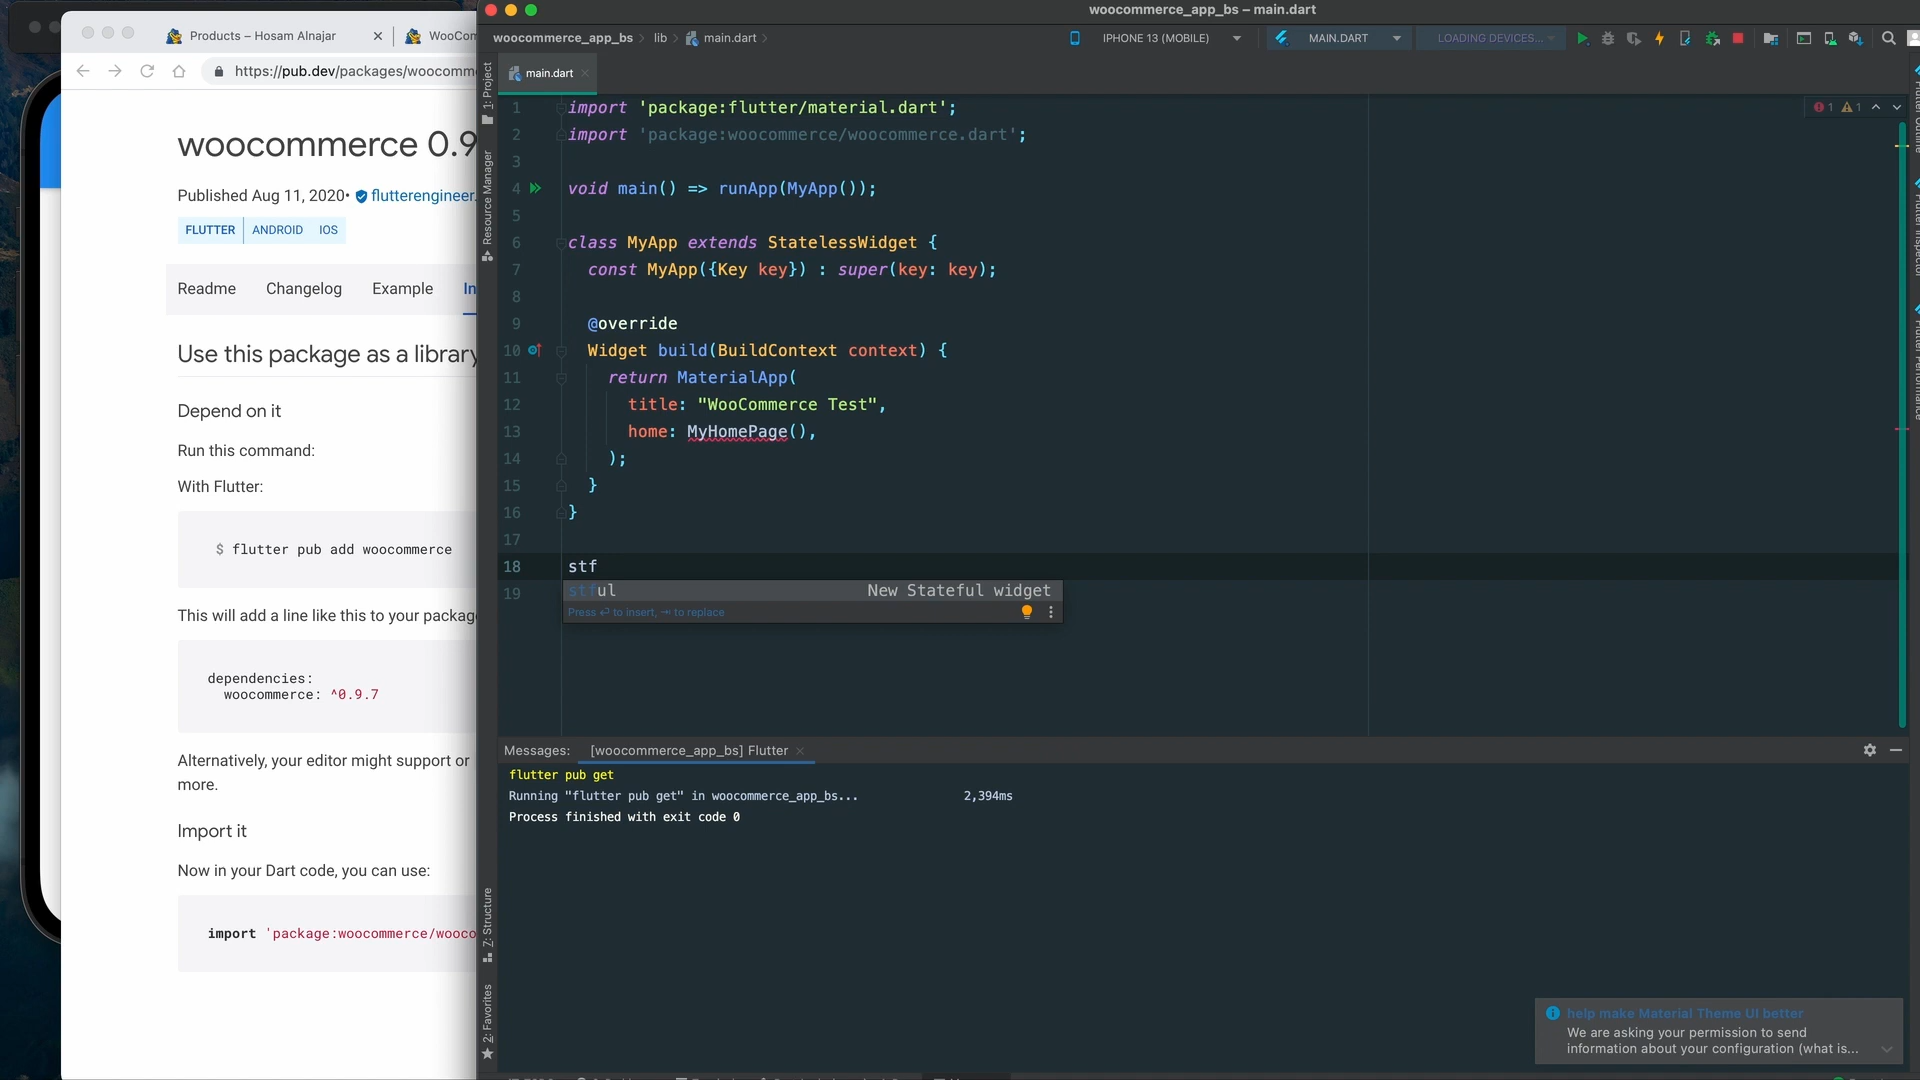 woocommerce_app_bs – main.dart
Products – Hosam Alnajar
WooCom
https://pub.dev/packages/woocomm
woocommerce_app_bs
lib
main.dart
IPHONE 13 (MOBILE)
MAIN.DART
LOADING DEVICES...
main.dart
1: Project
Resource Manager
Z: Structure
2: Favorites
woocommerce 0.9
Published Aug 11, 2020•
flutterengineer.
FLUTTER
ANDROID
IOS
Readme
Changelog
Example
In
Use this package as a library
Depend on it
Run this command:
With Flutter:
$ flutter pub add woocommerce
This will add a line like this to your packag
dependencies:
woocommerce: ^0.9.7
Alternatively, your editor might support or
more.
Import it
Now in your Dart code, you can use:
import 'package:woocommerce/wooco
1 import 'package:flutter/material.dart';
2 import 'package:woocommerce/woocommerce.dart';
3
4 void main() => runApp(MyApp());
5
6 class MyApp extends StatelessWidget {
7 const MyApp({Key key}) : super(key: key);
8
9 @override
10 Widget build(BuildContext context) {
11 return MaterialApp(
12 title: "WooCommerce Test",
13 home: MyHomePage(),
14 );
15 }
16 }
17
18 stf
19
stful New Stateful widget
Press ⏎ to insert, ⇥ to replace
1 1
Flutter Outline
Flutter Inspector
Flutter Performance
Messages:
[woocommerce_app_bs] Flutter
flutter pub get
Running "flutter pub get" in woocommerce_app_bs... 2,394ms
Process finished with exit code 0
help make Material Theme UI better
We are asking your permission to send
information about your configuration (what is...